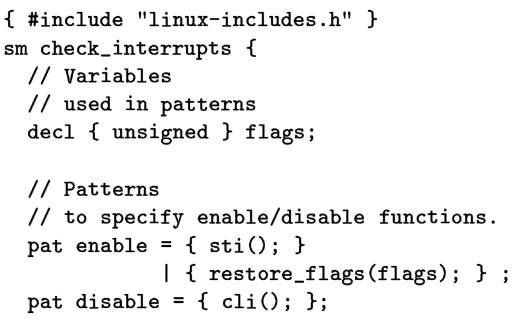 { #include "linux-includes.h" }
sm check_interrupts {
  // Variables
  // used in patterns
  decl { unsigned } flags;

  // Patterns
  // to specify enable/disable functions.
  pat enable = { sti(); }
             | { restore_flags(flags); } ;
  pat disable = { cli(); };